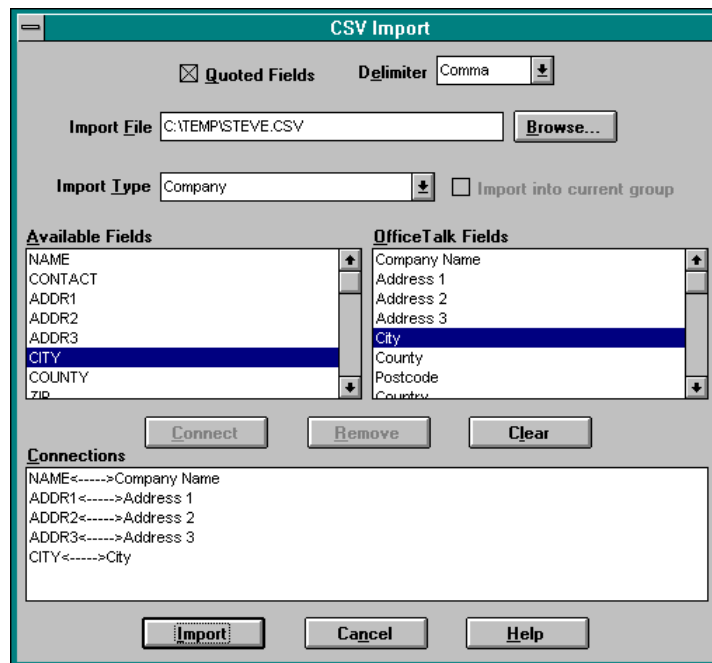 CSV Import
Quoted Fields Delimiter Comma
Import File C:\TEMP\STEVE.CSV Browse...
Import Type Company Import into current group
Available Fields
NAME
CONTACT
ADDR1
ADDR2
ADDR3
CITY
COUNTY
ZIP
OfficeTalk Fields
Company Name
Address 1
Address 2
Address 3
City
County
Postcode
Country
Connect Remove Clear
Connections
NAME<----->Company Name
ADDR1<----->Address 1
ADDR2<----->Address 2
ADDR3<----->Address 3
CITY<----->City
Import Cancel Help